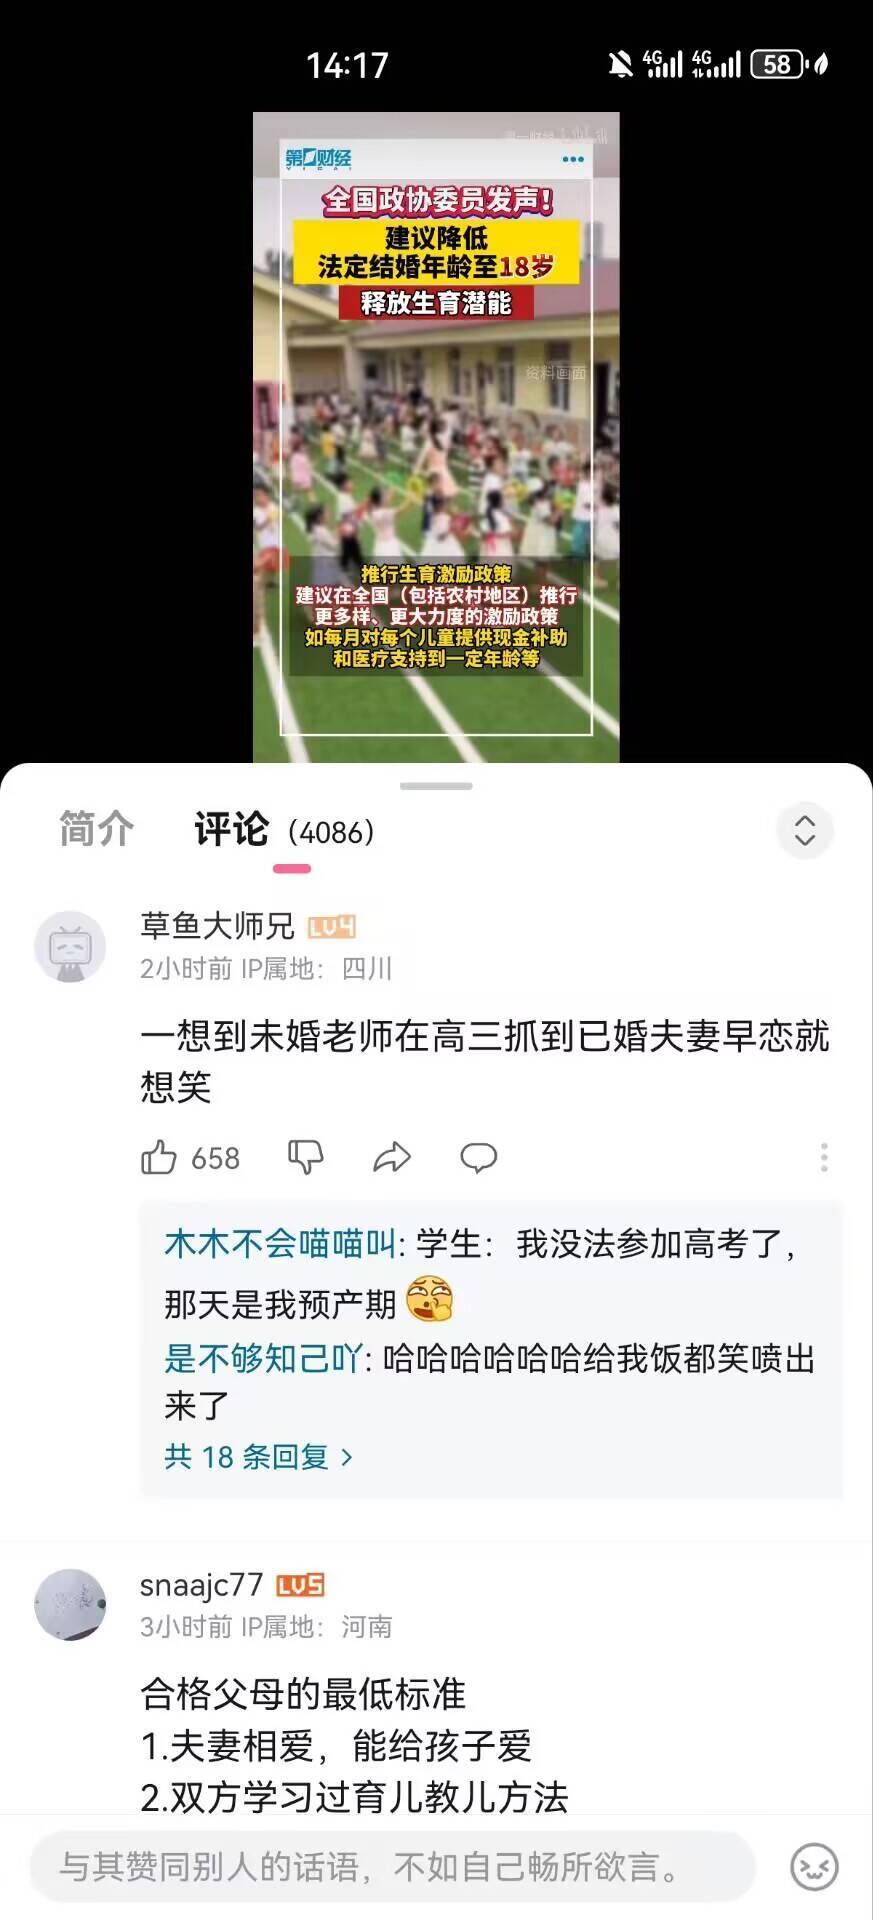 14:17
4G
4G
58
第一财经
YICAI
全国政协委员发声!
建议降低
法定结婚年龄至18岁
释放生育潜能
资料画面
推行生育激励政策
建议在全国(包括农村地区)推行
更多样、更大力度的激励政策
如每月对每个儿童提供现金补助
和医疗支持到一定年龄等
简介
评论 (4086)
草鱼大师兄 LV4
2小时前 IP属地:四川
一想到未婚老师在高三抓到已婚夫妻早恋就
想笑
658
木木不会喵喵叫: 学生:我没法参加高考了,
那天是我预产期
是不够知己吖: 哈哈哈哈哈哈给我饭都笑喷出
来了
共 18 条回复 >
snaajc77 LV5
3小时前 IP属地:河南
合格父母的最低标准
1.夫妻相爱,能给孩子爱
2.双方学习过育儿教儿方法
与其赞同别人的话语,不如自己畅所欲言。